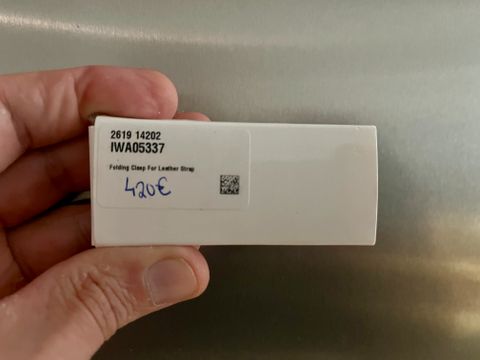 2619 14202
IWA05337
Folding Clasp For Leather Strap
420€